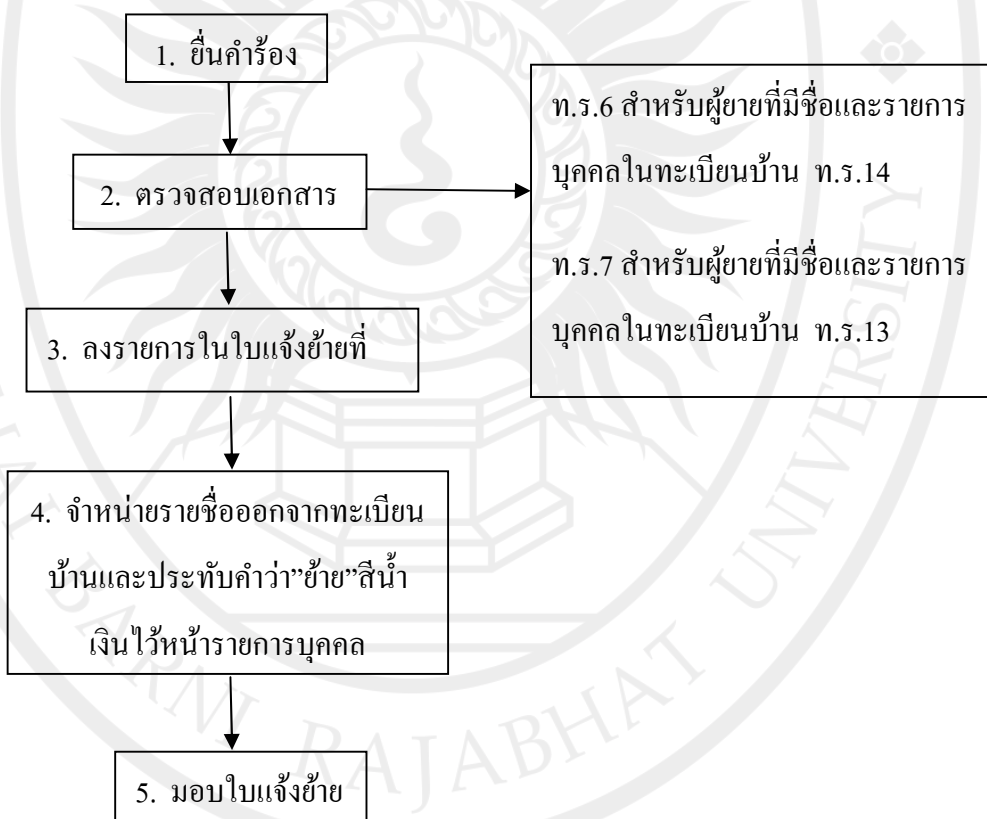 1. ยื่นคำร้อง
2. ตรวจสอบเอกสาร
ท.ร.6 สำหรับผู้ยายที่มีชื่อและรายการ
บุคคลในทะเบียนบ้าน ท.ร.14
ท.ร.7 สำหรับผู้ยายที่มีชื่อและรายการ
บุคคลในทะเบียนบ้าน ท.ร.13
3. ลงรายการในใบแจ้งย้ายที่
4. จำหน่ายรายชื่อออกจากทะเบียน
บ้านและประทับคำว่า”ย้าย”สีน้ำ
เงินไว้หน้ารายการบุคคล
5. มอบใบแจ้งย้าย
BARNI RAJABHAT UNIVERSITY